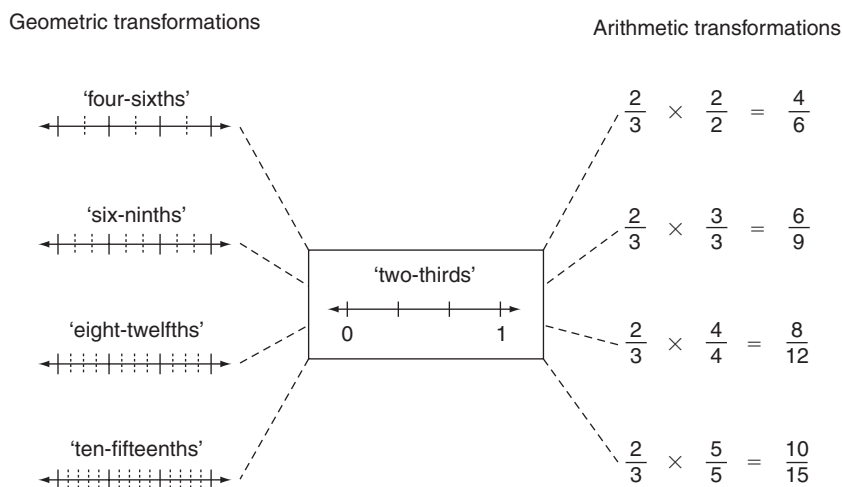 Geometric transformations
Arithmetic transformations
'four-sixths'
'six-ninths'
'eight-twelfths'
'ten-fifteenths'
'two-thirds'
0 1
2/3 × 2/2 = 4/6
2/3 × 3/3 = 6/9
2/3 × 4/4 = 8/12
2/3 × 5/5 = 10/15